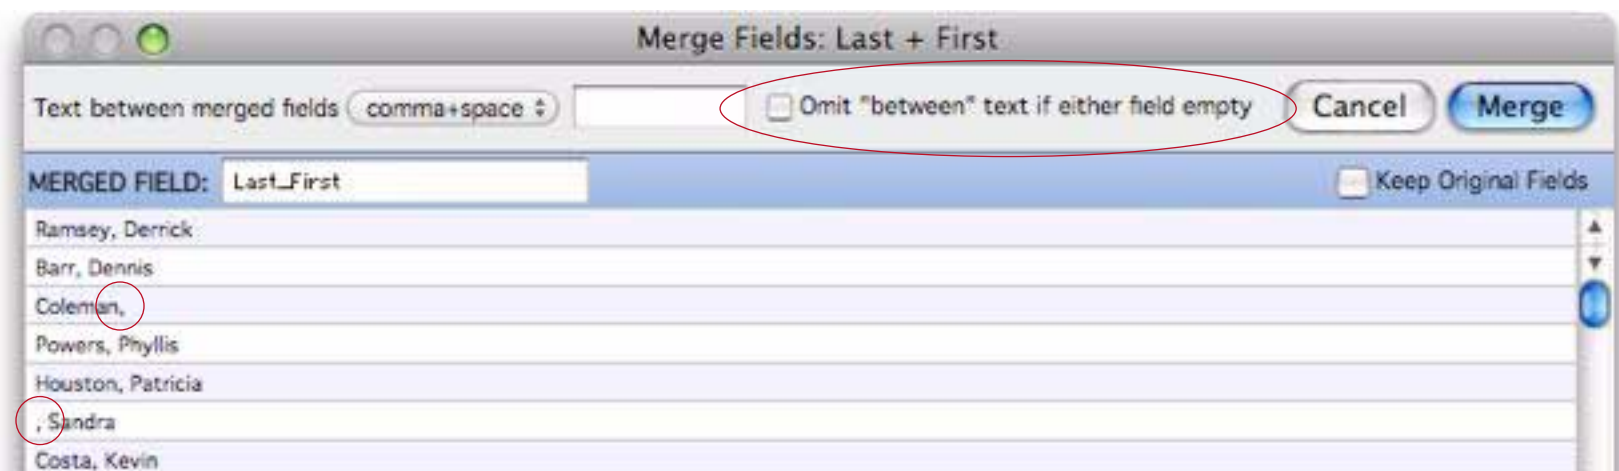 Merge Fields: Last + First
Text between merged fields comma+space Omit "between" text if either field empty Cancel Merge
MERGED FIELD: Last_First Keep Original Fields
Ramsey, Derrick
Barr, Dennis
Coleman,
Powers, Phyllis
Houston, Patricia
, Sandra
Costa, Kevin